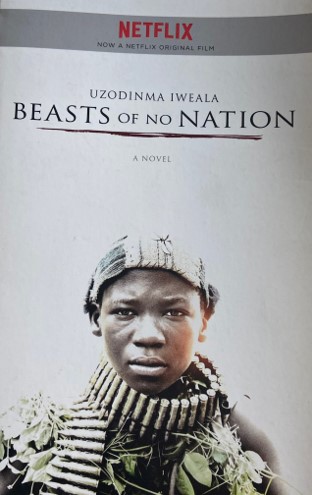 NETFLIX
NOW A NETFLIX ORIGINAL FILM
UZODINMA IWEALA
BEASTS OF NO NATION
A NOVEL